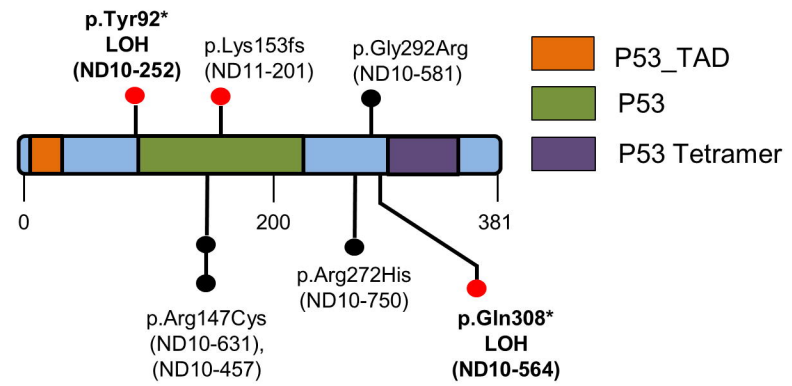 p.Tyr92*
LOH
(ND10-252)
p.Lys153fs
(ND11-201)
p.Gly292Arg
(ND10-581)
P53_TAD
P53
P53 Tetramer
0
200
381
p.Arg147Cys
(ND10-631),
(ND10-457)
p.Arg272His
(ND10-750)
p.Gln308*
LOH
(ND10-564)